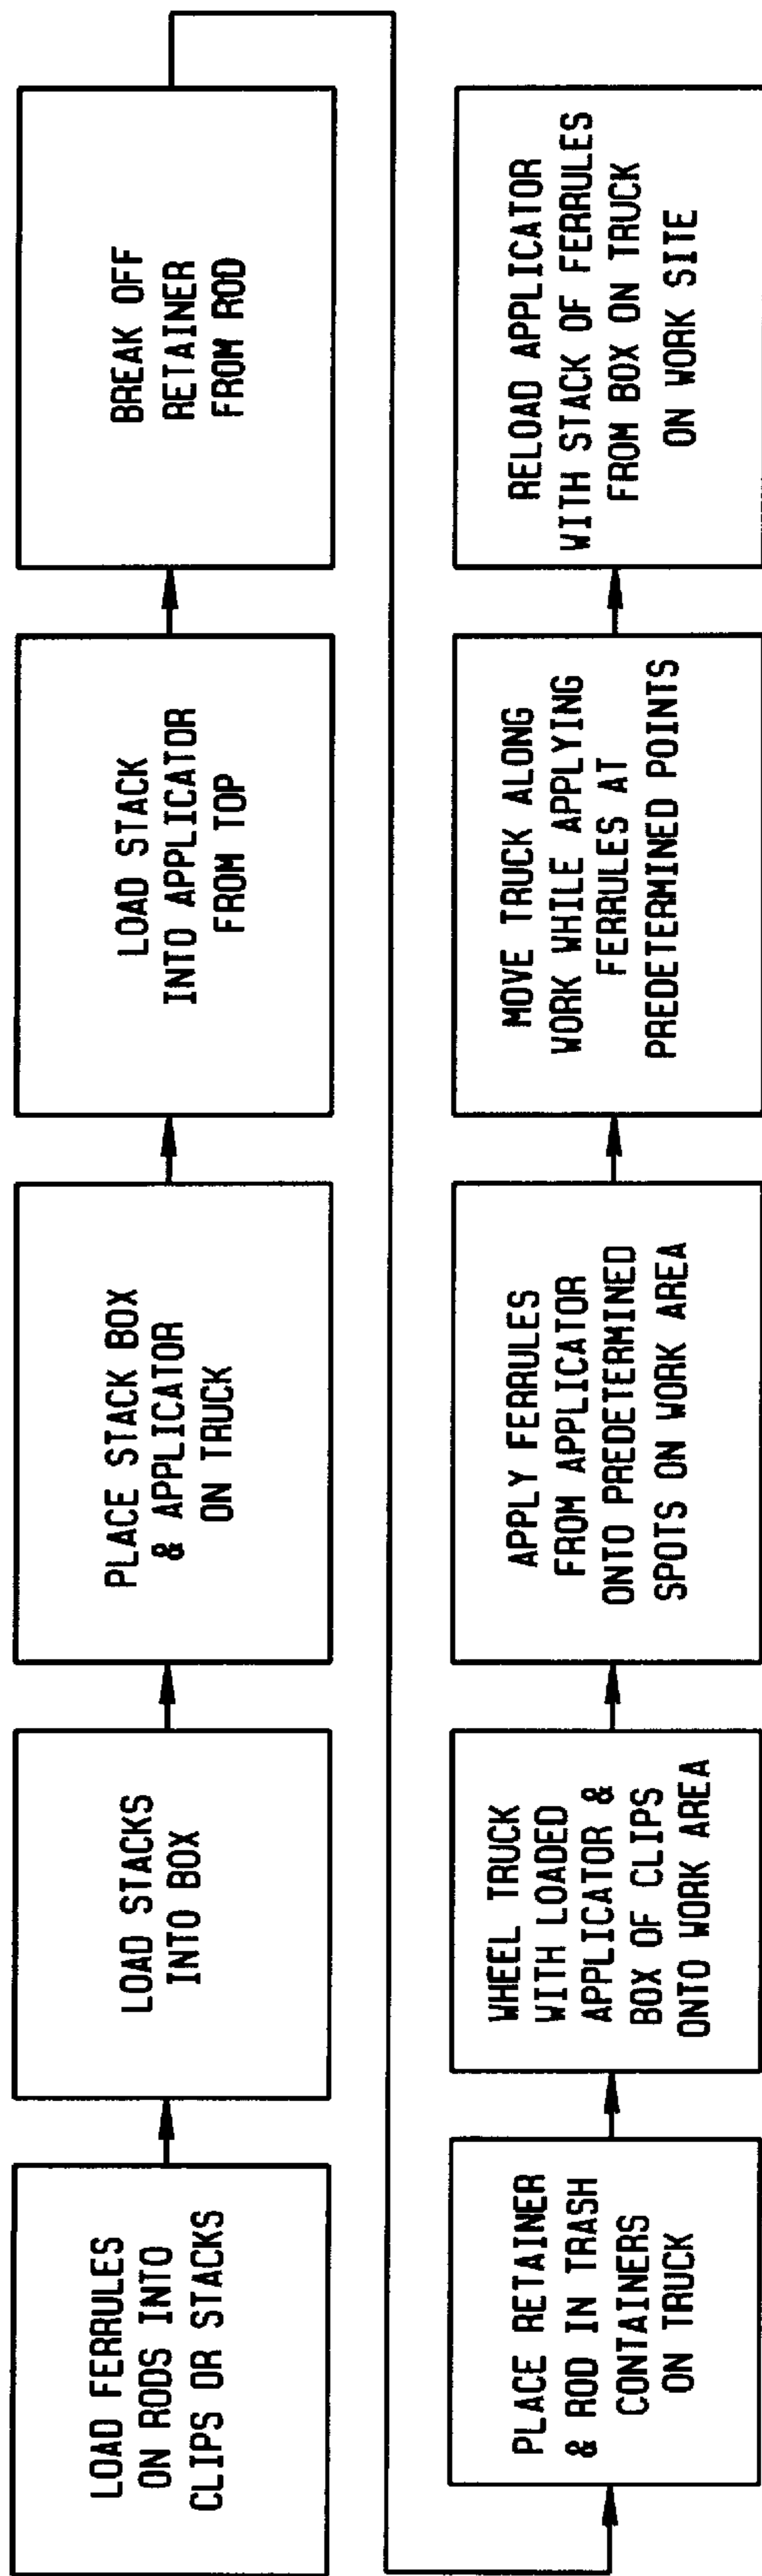 LOAD FERRULES
ON RODS INTO
CLIPS OR STACKS
LOAD STACKS
INTO BOX
PLACE STACK BOX
& APPLICATOR
ON TRUCK
LOAD STACK
INTO APPLICATOR
FROM TOP
BREAK OFF
RETAINER
FROM ROD
PLACE RETAINER
& ROD IN TRASH
CONTAINERS
ON TRUCK
WHEEL TRUCK
WITH LOADED
APPLICATOR &
BOX OF CLIPS
ONTO WORK AREA
APPLY FERRULES
FROM APPLICATOR
ONTO PREDETERMINED
SPOTS ON WORK AREA
MOVE TRUCK ALONG
WORK WHILE APPLYING
FERRULES AT
PREDETERMINED POINTS
RELOAD APPLICATOR
WITH STACK OF FERRULES
FROM BOX ON TRUCK
ON WORK SITE